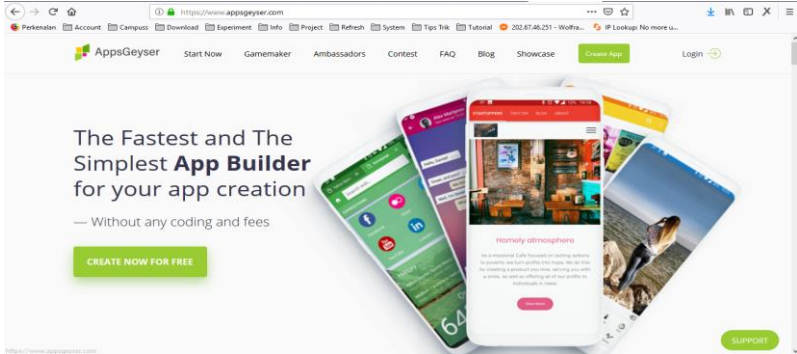 https://www.appsgeyser.com
Perkenalan Account Campuss Download Experiment Info Project Refresh System Tips Trik Tutorial 202.67.46.251 - Wolfra... IP Lookup: No more u...
AppsGeyser Start Now Gamemaker Ambassadors Contest FAQ Blog Showcase Create App Login
The Fastest and The
Simplest App Builder
for your app creation
— Without any coding and fees
CREATE NOW FOR FREE
Homely atmosphere
SUPPORT
https://www.appsgeyser.com